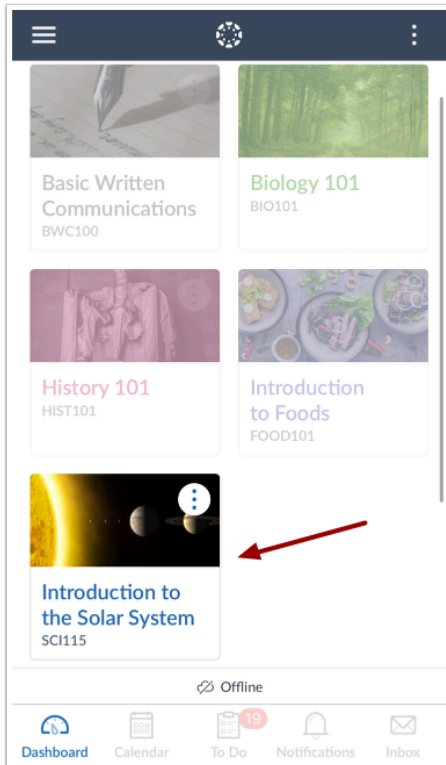 Basic Written
Communications
BWC100
Biology 101
BIO101
History 101
HIST101
Introduction
to Foods
FOOD101
Introduction to
the Solar System
SCI115
Offline
19
Dashboard Calendar To Do Notifications Inbox